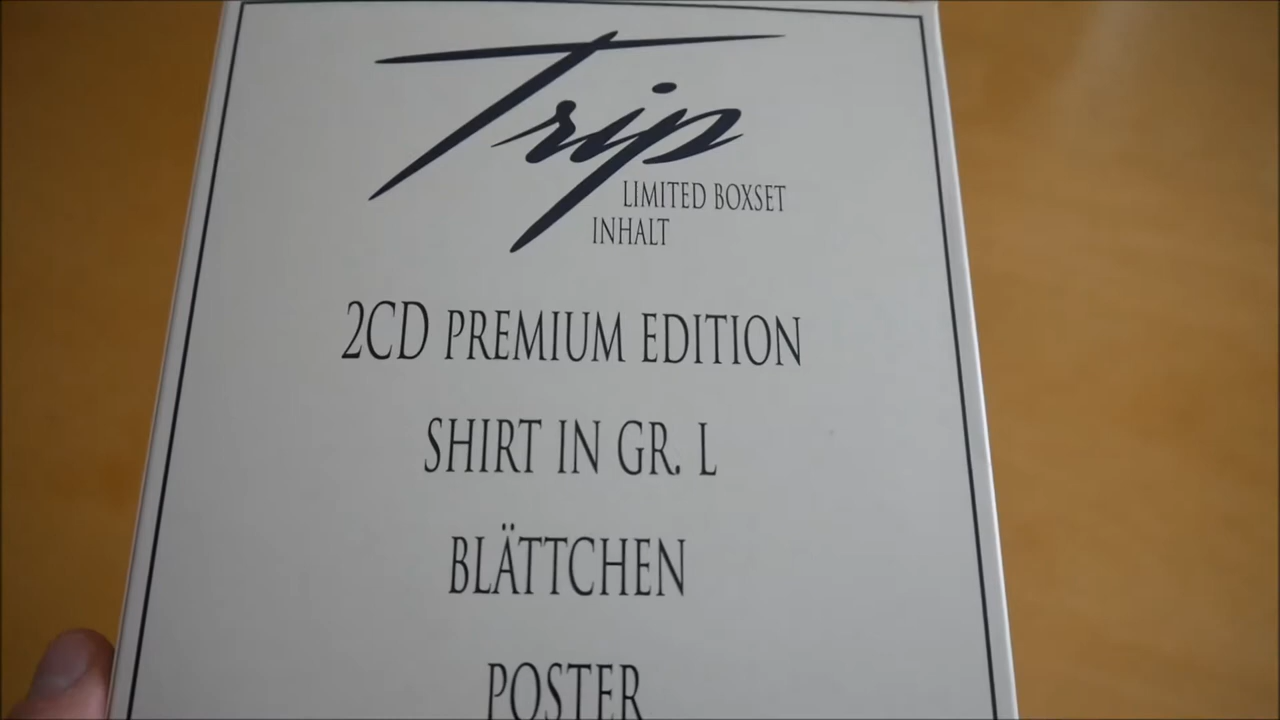 Trip
LIMITED BOXSET
INHALT
2CD PREMIUM EDITION
SHIRT IN GR. L
BLÄTTCHEN
POSTER